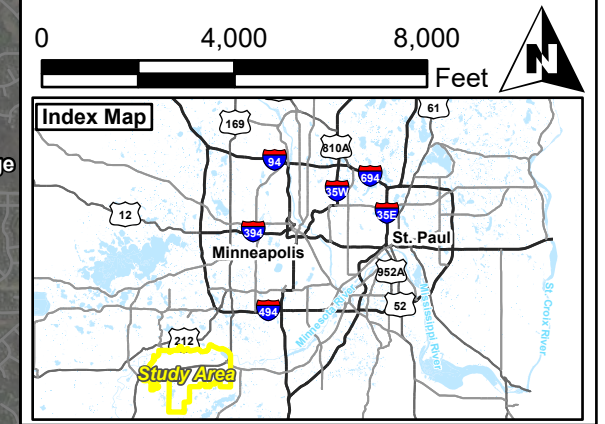 0 4,000 8,000
Feet
N
ge
Index Map
61
169
810A
94
694
35W
12
35E
394
St. Paul
Minneapolis
952A
Minnesota River
Mississippi River
St. Croix River
52
494
212
Study Area